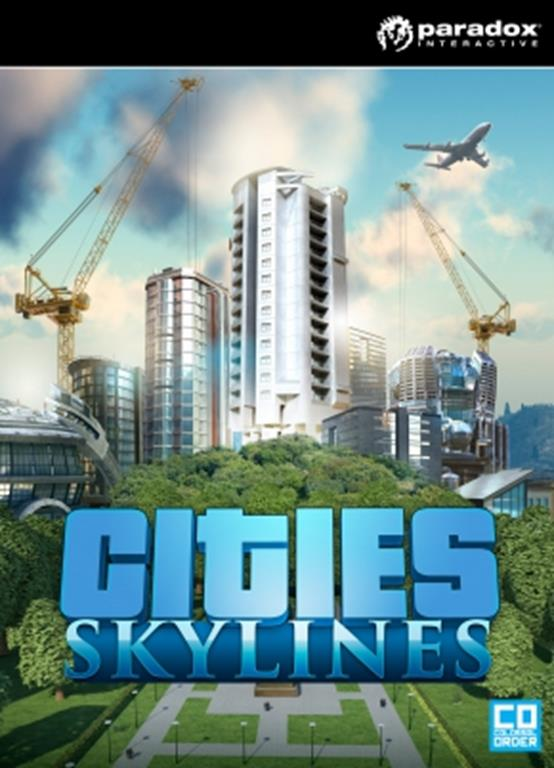 paradox
INTERACTIVE
CITIES
SKYLINES
CO
COLOSSAL
ORDER